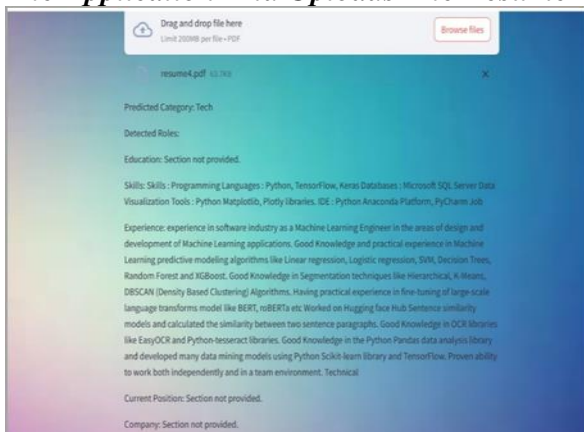 Drag and drop file here
Limit 200MB per file • PDF
Browse files
resume4.pdf 63.7KB
Predicted Category: Tech
Detected Roles:
Education: Section not provided.
Skills: Skills : Programming Languages : Python, TensorFlow, Keras Databases : Microsoft SQL Server Data
Visualization Tools : Python Matplotlib, Plotly libraries. IDE : Python Anaconda Platform, PyCharm Job
Experience: experience in software industry as a Machine Learning Engineer in the areas of design and
development of Machine Learning applications. Good Knowledge and practical experience in Machine
Learning predictive modeling algorithms like Linear regression, Logistic regression, SVM, Decision Trees,
Random Forest and XGBoost. Good Knowledge in Segmentation techniques like Hierarchical, K-Means,
DBSCAN (Density Based Clustering) Algorithms. Having practical experience in fine-tuning of large-scale
language transforms model like BERT, roBERTa etc Worked on Hugging face Hub Sentence similarity
models and calculated the similarity between two sentence paragraphs. Good Knowledge in OCR libraries
like EasyOCR and Python-tesseract libraries. Good Knowledge in the Python Pandas data analysis library
and developed many data mining models using Python Scikit-learn library and TensorFlow. Proven ability
to work both independently and in a team environment. Technical
Current Position: Section not provided.
Company: Section not provided.